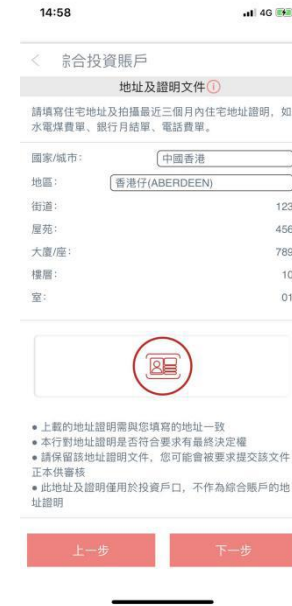 14:58
4G
綜合投資賬戶
地址及證明文件
請填寫住宅地址及拍攝最近三個月內住宅地址證明，如
水電煤費單、銀行月結單、電話費單。
國家/城市： 中國香港
地區： 香港仔(ABERDEEN)
街道： 123
屋苑： 456
大廈/座： 789
樓層： 10
室： 01
● 上載的地址證明需與您填寫的地址一致
● 本行對地址證明是否符合要求有最終決定權
● 請保留該地址證明文件，您可能會被要求提交該文件
正本供審核
● 此地址及證明僅用於投資戶口，不作為綜合賬戶的地
址證明
上一步 下一步